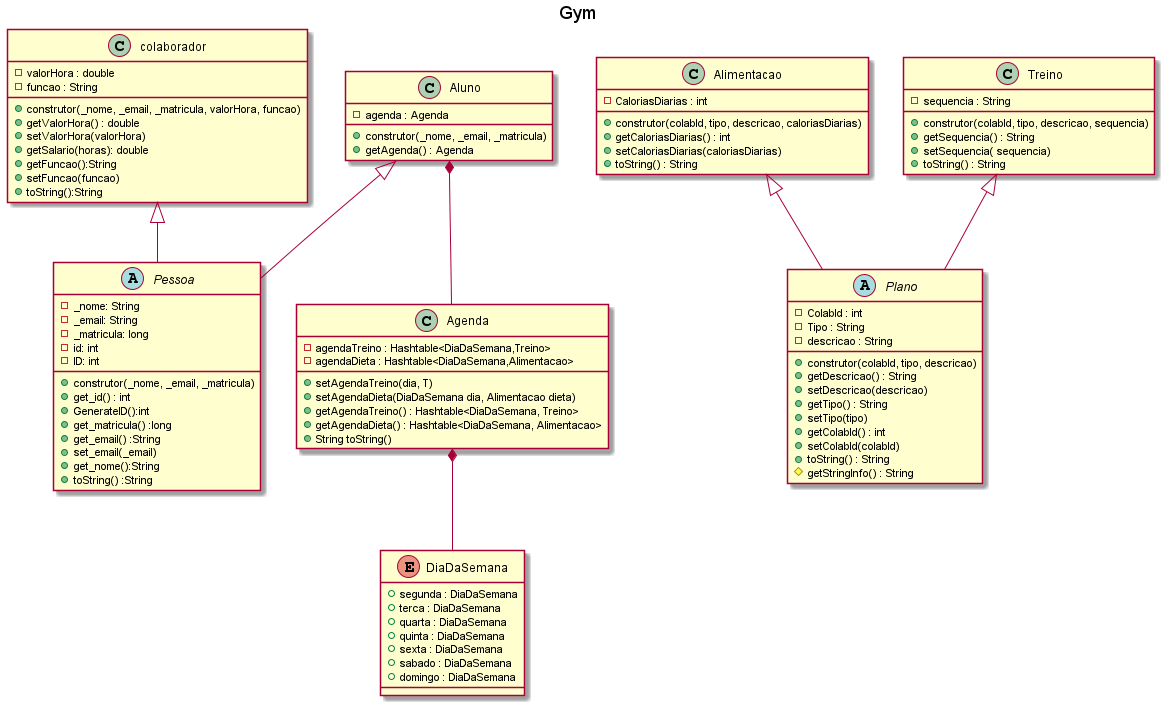 Gym
C colaborador
valorHora : double
funcao : String
construtor(_nome, _email, _matricula, valorHora, funcao)
getValorHora() : double
setValorHora(valorHora)
getSalario(horas): double
getFuncao():String
setFuncao(funcao)
toString():String
C Aluno
agenda : Agenda
construtor(_nome, _email, _matricula)
getAgenda() : Agenda
C Alimentacao
CaloriasDiarias : int
construtor(colabId, tipo, descricao, caloriasDiarias)
getCaloriasDiarias() : int
setCaloriasDiarias(caloriasDiarias)
toString() : String
C Treino
sequencia : String
construtor(colabId, tipo, descricao, sequencia)
getSequencia() : String
setSequencia( sequencia)
toString() : String
A Pessoa
_nome: String
_email: String
_matricula: long
id: int
ID: int
construtor(_nome, _email, _matricula)
get_id() : int
GenerateID():int
get_matricula() :long
get_email() :String
set_email(_email)
get_nome():String
toString() :String
C Agenda
agendaTreino : Hashtable<DiaDaSemana,Treino>
agendaDieta : Hashtable<DiaDaSemana,Alimentacao>
setAgendaTreino(dia, T)
setAgendaDieta(DiaDaSemana dia, Alimentacao dieta)
getAgendaTreino() : Hashtable<DiaDaSemana, Treino>
getAgendaDieta() : Hashtable<DiaDaSemana, Alimentacao>
String toString()
A Plano
ColabId : int
Tipo : String
descricao : String
construtor(colabId, tipo, descricao)
getDescricao() : String
setDescricao(descricao)
getTipo() : String
setTipo(tipo)
getColabId() : int
setColabId(colabId)
toString() : String
getStringInfo() : String
E DiaDaSemana
segunda : DiaDaSemana
terca : DiaDaSemana
quarta : DiaDaSemana
quinta : DiaDaSemana
sexta : DiaDaSemana
sabado : DiaDaSemana
domingo : DiaDaSemana